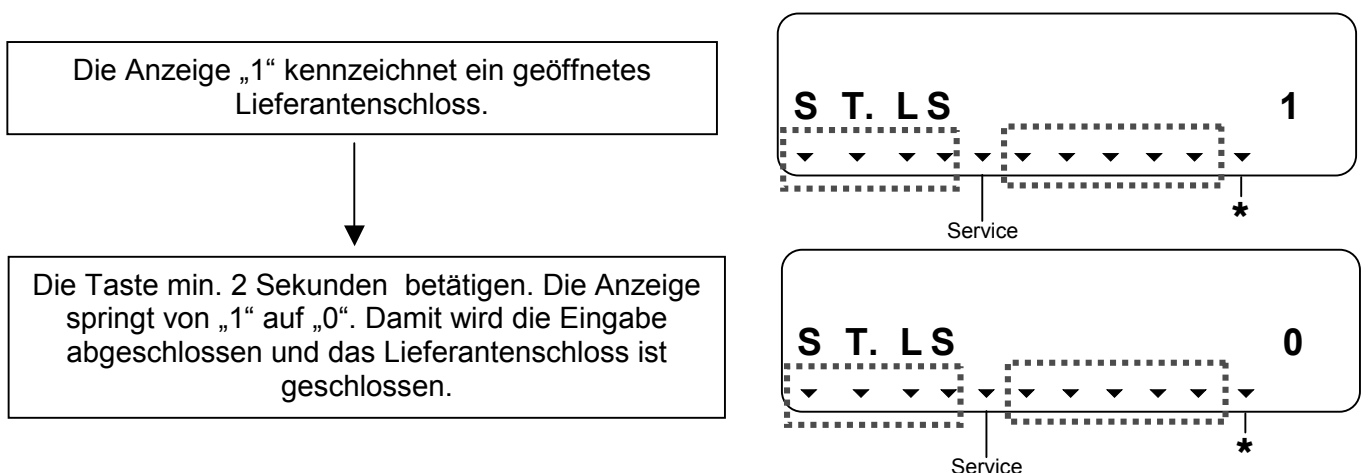 Die Anzeige „1“ kennzeichnet ein geöffnetes
Lieferantenschloss.
S T. L S 1
*
Service
Die Taste min. 2 Sekunden betätigen. Die Anzeige
springt von „1“ auf „0“. Damit wird die Eingabe
abgeschlossen und das Lieferantenschloss ist
geschlossen.
S T. L S 0
*
Service